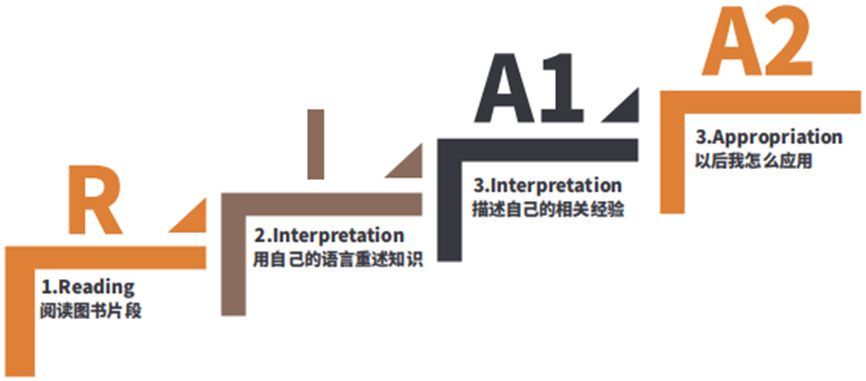 R
1.Reading
阅读图书片段
I
2.Interpretation
用自己的语言重述知识
A1
3.Interpretation
描述自己的相关经验
A2
3.Appropriation
以后我怎么应用